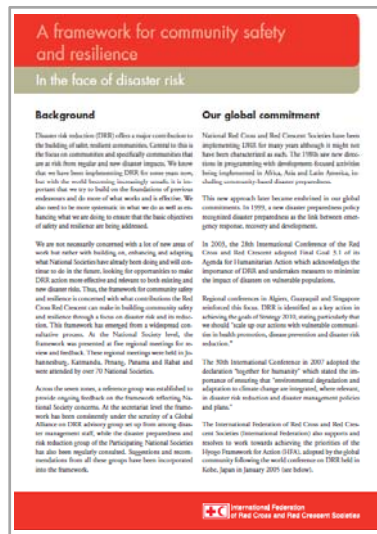 A framework for community safety
and resilience
In the face of disaster risk
Background
Disaster risk reduction (DRR) offers a major contribution to
the building of safer, resilient communities. Central to this is
the focus on communities and specifically communities that
are at risk from regular and new disaster impacts. We know
that we have been implementing DRR for some years now,
but with the world becoming increasingly unsafe, it is im-
portant that we try to build on the foundations of previous
endeavours and do more of what works and is effective. We
also need to be more systematic in what we do as well as en-
hancing what we are doing to ensure that the basic objectives
of safety and resilience are being addressed.
We are not necessarily concerned with a lot of new areas of
work but rather with building on, enhancing and adapting
what National Societies have already been doing and will con-
tinue to do in the future, looking for opportunities to make
DRR action more effective and relevant to both existing and
new disaster risks. Thus, the framework for community safety
and resilience is concerned with what contributions the Red
Cross Red Crescent can make in building community safety
and resilience through a focus on disaster risk and its reduc-
tion. This framework has emerged from a widespread con-
sultative process. At the National Society level, the
framework was presented at five regional meetings for re-
view and feedback. These regional meetings were held in Jo-
hannesburg, Katmandu, Penang, Panama and Rabat and
were attended by over 70 National Societies.
Across the seven zones, a reference group was established to
provide ongoing feedback on the framework reflecting Na-
tional Society concerns. At the secretariat level the frame-
work has been consistently under the scrutiny of a Global
Alliance on DRR advisory group set up from among disas-
ter management staff, while the disaster preparedness and
risk reduction group of the Participating National Societies
has also been regularly consulted. Suggestions and recom-
mendations from all these groups have been incorporated
into the framework.
Our global commitment
National Red Cross and Red Crescent Societies have been
implementing DRR for many years although it might not
have been characterized as such. The 1980s saw new direc-
tions in programming with development-focused activities
being implemented in Africa, Asia and Latin America, in-
cluding community-based disaster preparedness.
This new approach later became enshrined in our global
commitments. In 1999, a new disaster preparedness policy
recognized disaster preparedness as the link between emer-
gency response, recovery and development.
In 2003, the 28th International Conference of the Red
Cross and Red Crescent adopted Final Goal 3.1 of its
Agenda for Humanitarian Action which acknowledges the
importance of DRR and undertakes measures to minimize
the impact of disasters on vulnerable populations.
Regional conferences in Algiers, Guayaquil and Singapore
reinforced this focus. DRR is identified as a key action in
achieving the goals of Strategy 2010, stating particularly that
we should "scale up our actions with vulnerable communi-
ties in health promotion, disease prevention and disaster risk
reduction."
The 30th International Conference in 2007 adopted the
declaration "together for humanity" which stated the im-
portance of ensuring that "environmental degradation and
adaptation to climate change are integrated, where relevant,
in disaster risk reduction and disaster management policies
and plans."
The International Federation of Red Cross and Red Cres-
cent Societies (International Federation) also supports and
resolves to work towards achieving the priorities of the
Hyogo Framework for Action (HFA), adopted by the global
community following the world conference on DRR held in
Kobe, Japan in January 2005 (see below).
International Federation
of Red Cross and Red Crescent Societies